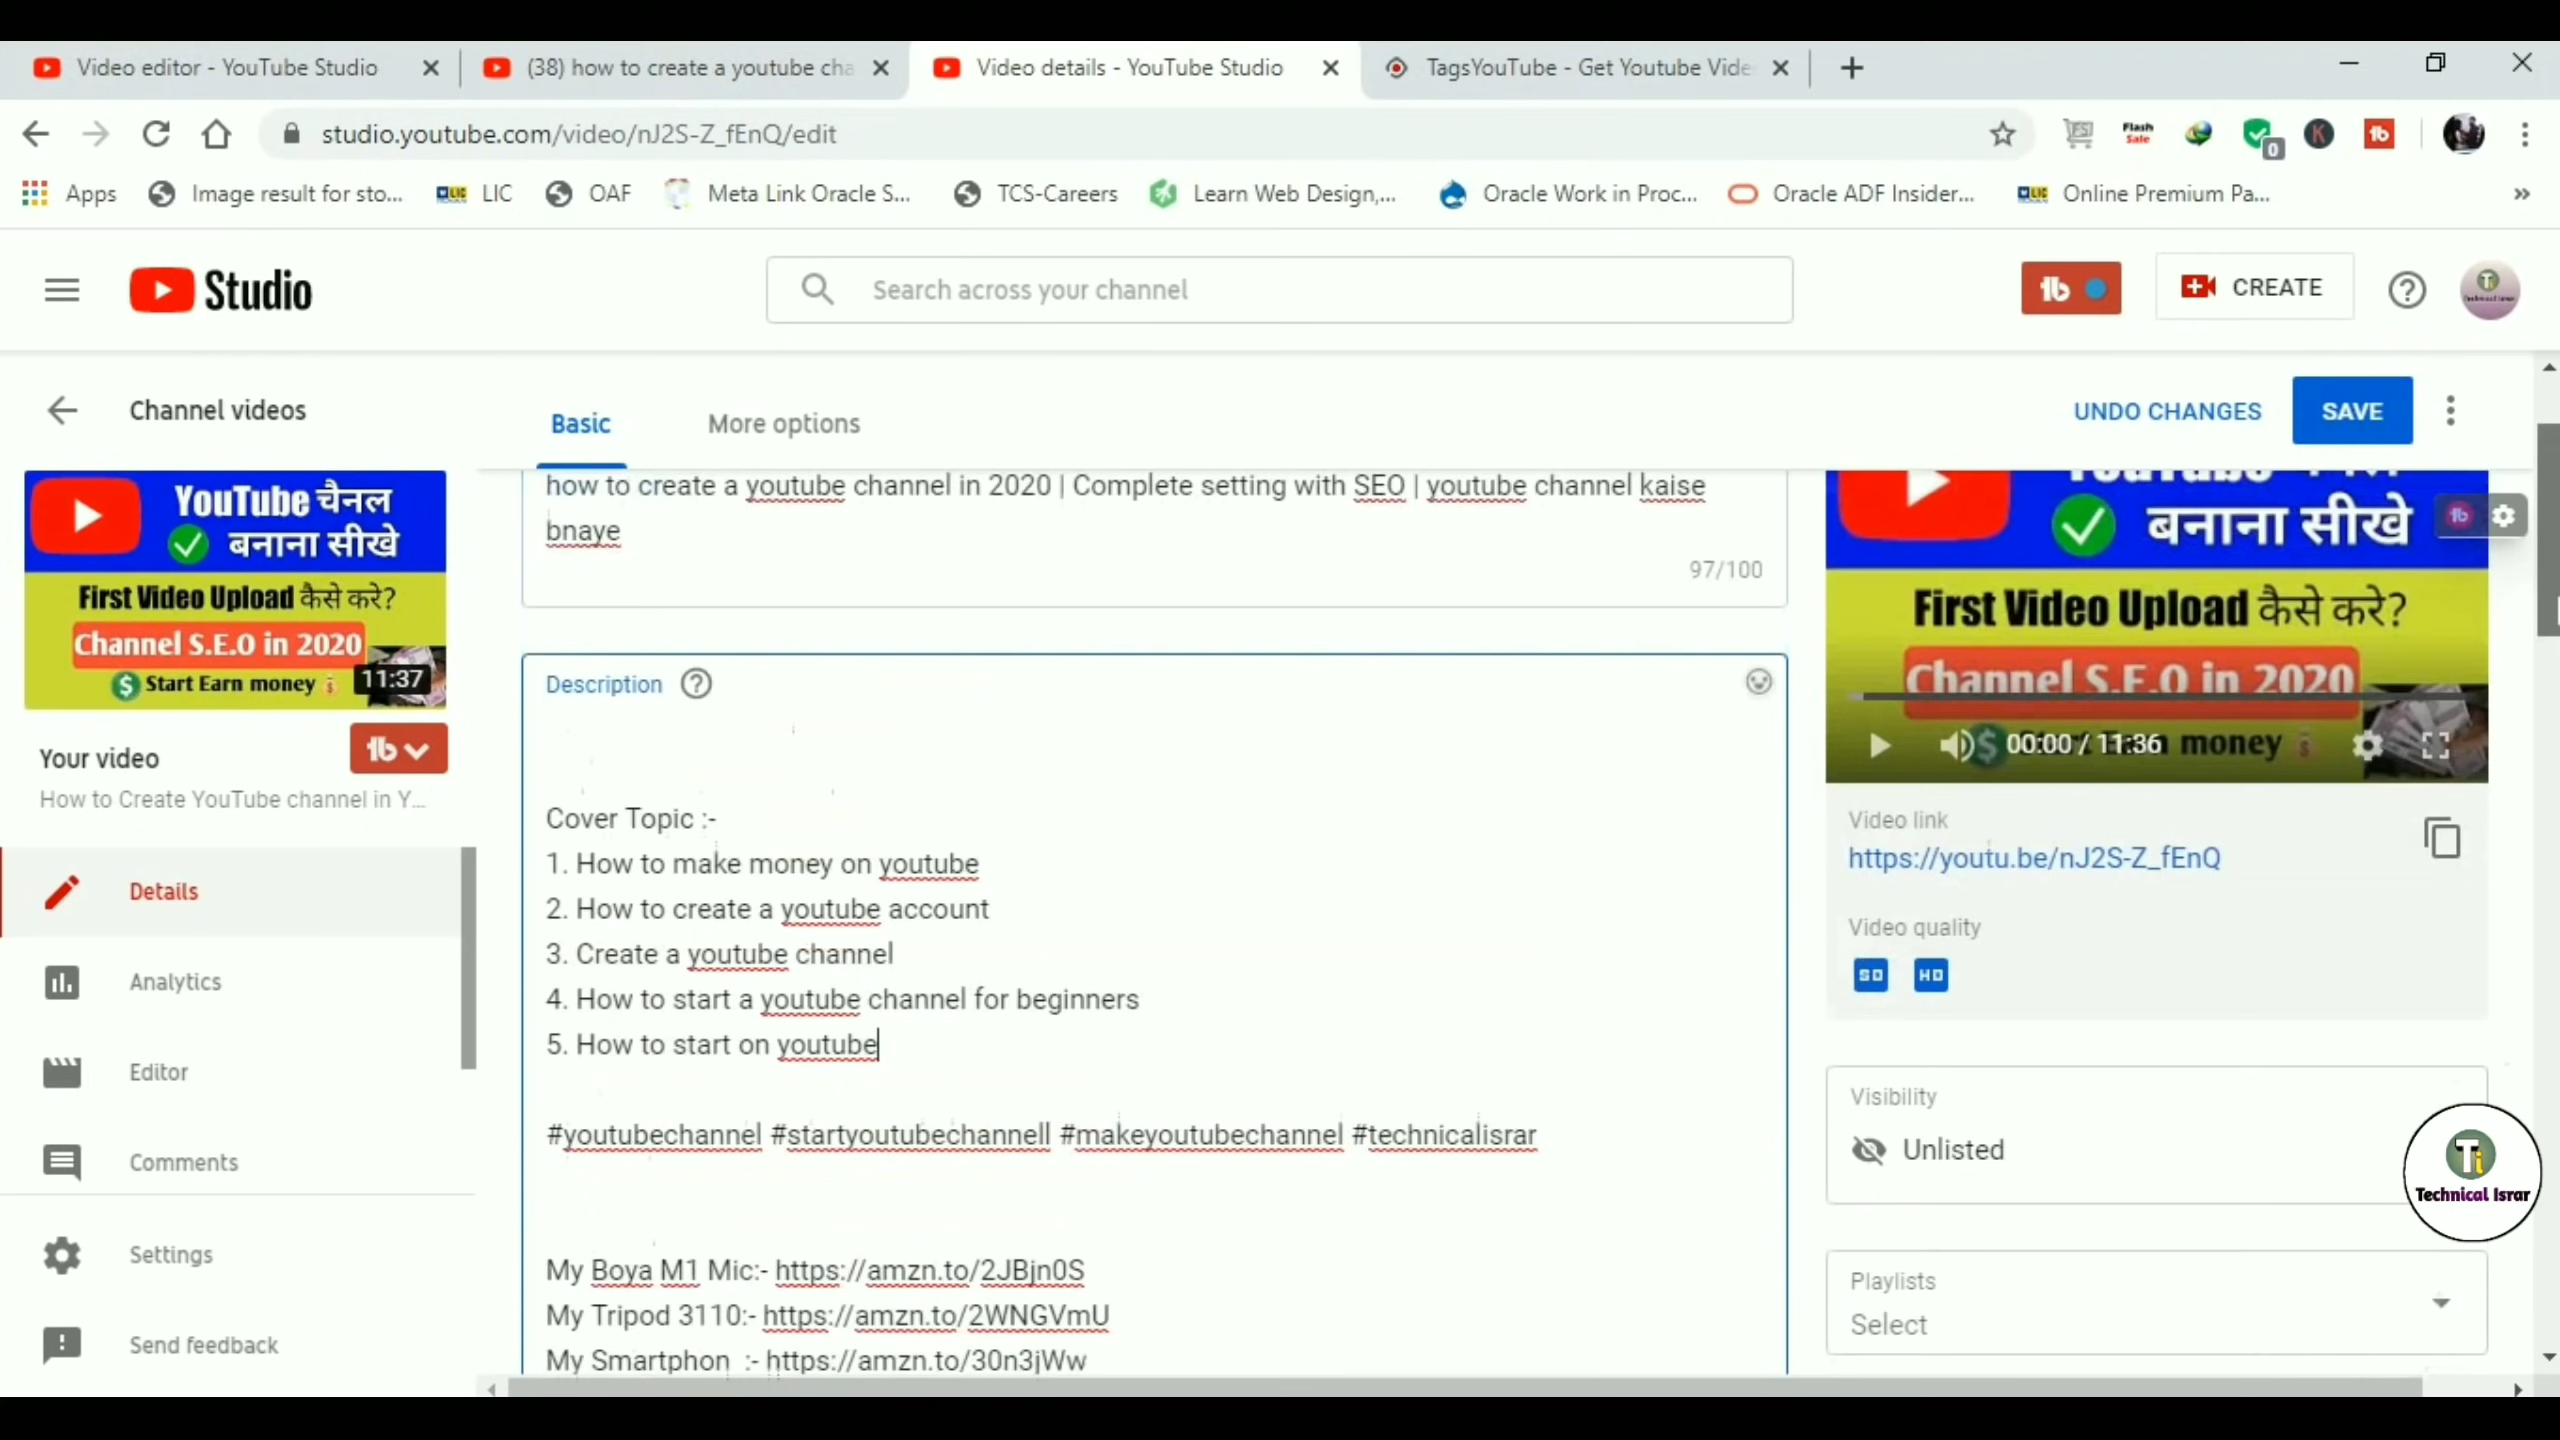 Video editor - YouTube Studio
(38) how to create a youtube cha
Video details - YouTube Studio
TagsYouTube - Get Youtube Vide
studio.youtube.com/video/nJ2S-Z_fEnQ/edit
Flash Sale
0
K
Apps
Image result for sto...
LIC
OAF
Meta Link Oracle S...
TCS-Careers
Learn Web Design,...
Oracle Work in Proc...
Oracle ADF Insider...
Online Premium Pa...
Studio
Search across your channel
CREATE
Channel videos
Basic
More options
UNDO CHANGES
SAVE
YouTube चैनल
बनाना सीखे
First Video Upload कैसे करे?
Channel S.E.O in 2020
$ Start Earn money
11:37
Your video
How to Create YouTube channel in Y...
Details
Analytics
Editor
Comments
Settings
Send feedback
how to create a youtube channel in 2020 | Complete setting with SEO | youtube channel kaise
bnaye
97/100
Description
Cover Topic :-
1. How to make money on youtube
2. How to create a youtube account
3. Create a youtube channel
4. How to start a youtube channel for beginners
5. How to start on youtube
#youtubechannel #startyoutubechannell #makeyoutubechannel #technicalisrar
My Boya M1 Mic:- https://amzn.to/2JBjn0S
My Tripod 3110:- https://amzn.to/2WNGVmU
My Smartphon :- https://amzn.to/30n3jWw
बनाना सीखे
First Video Upload कैसे करे?
Channel S.E.O in 2020
00:00 / 11:36
money
Video link
https://youtu.be/nJ2S-Z_fEnQ
Video quality
SD
HD
Visibility
Unlisted
Ti
Technical Israr
Playlists
Select